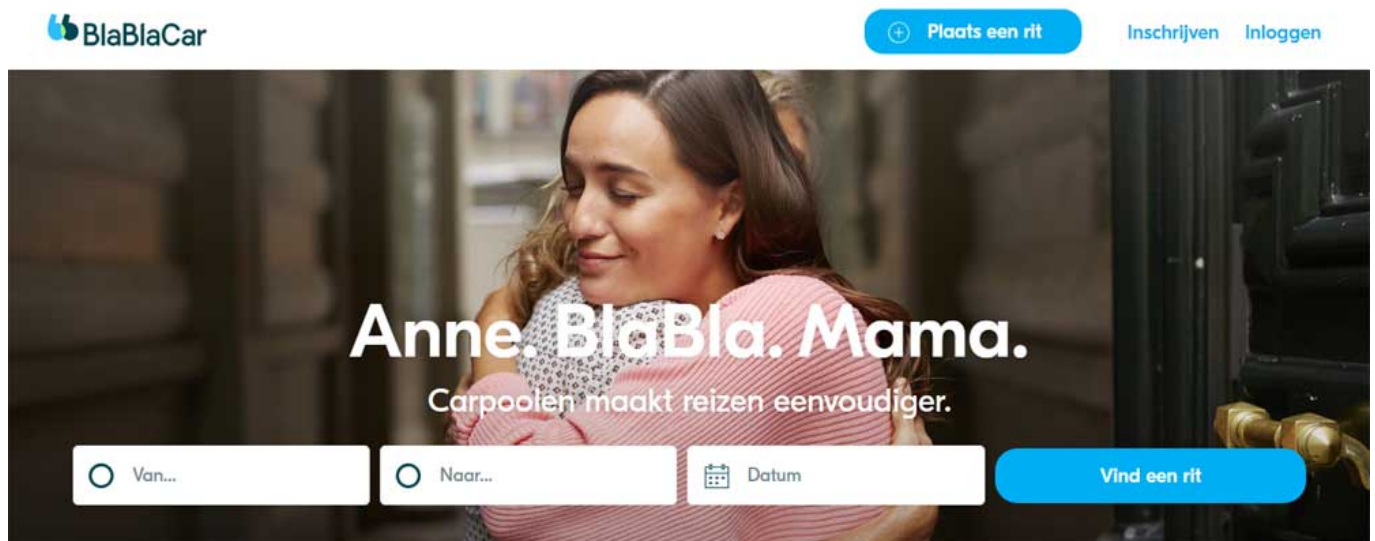 BlaBlaCar
Plaats een rit
Inschrijven
Inloggen
Anne. BlaBla. Mama.
Carpoolen maakt reizen eenvoudiger.
Van...
Naar...
Datum
Vind een rit